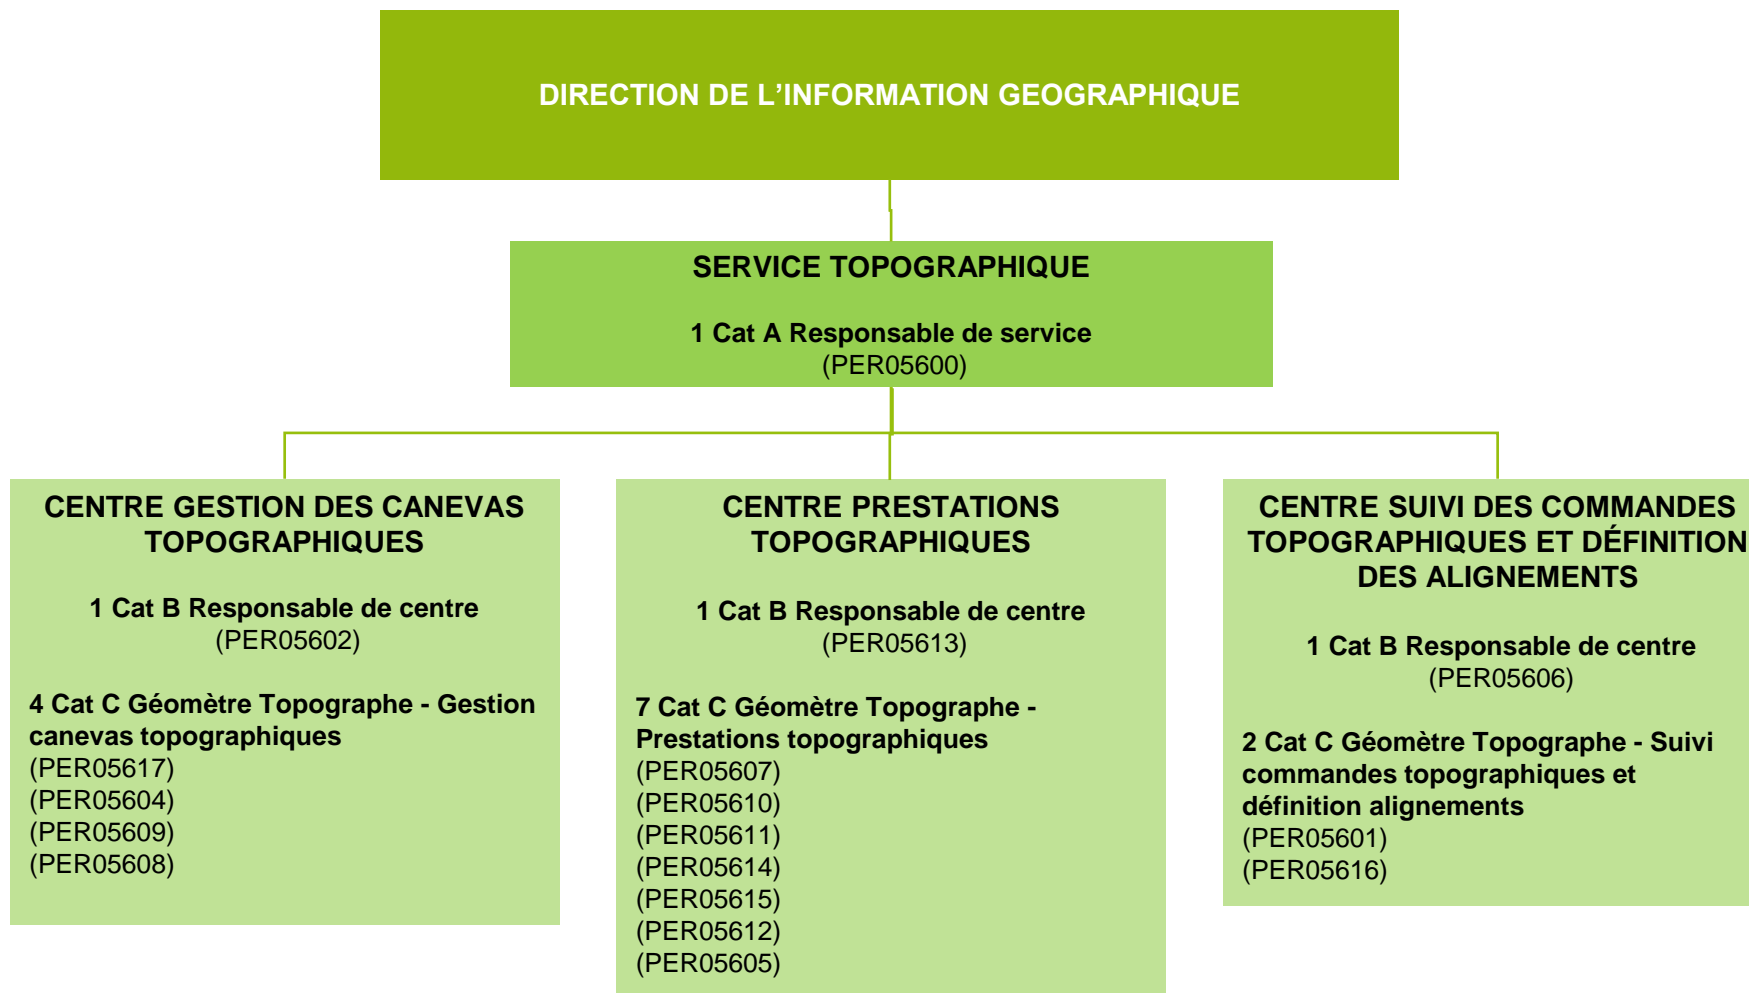 DIRECTION DE L’INFORMATION GEOGRAPHIQUE
SERVICE TOPOGRAPHIQUE
1 Cat A Responsable de service
(PER05600)
CENTRE GESTION DES CANEVAS
TOPOGRAPHIQUES
1 Cat B Responsable de centre
(PER05602)
4 Cat C Géomètre Topographe - Gestion
canevas topographiques
(PER05617)
(PER05604)
(PER05609)
(PER05608)
CENTRE PRESTATIONS
TOPOGRAPHIQUES
1 Cat B Responsable de centre
(PER05613)
7 Cat C Géomètre Topographe -
Prestations topographiques
(PER05607)
(PER05610)
(PER05611)
(PER05614)
(PER05615)
(PER05612)
(PER05605)
CENTRE SUIVI DES COMMANDES
TOPOGRAPHIQUES ET DÉFINITION
DES ALIGNEMENTS
1 Cat B Responsable de centre
(PER05606)
2 Cat C Géomètre Topographe - Suivi
commandes topographiques et
définition alignements
(PER05601)
(PER05616)